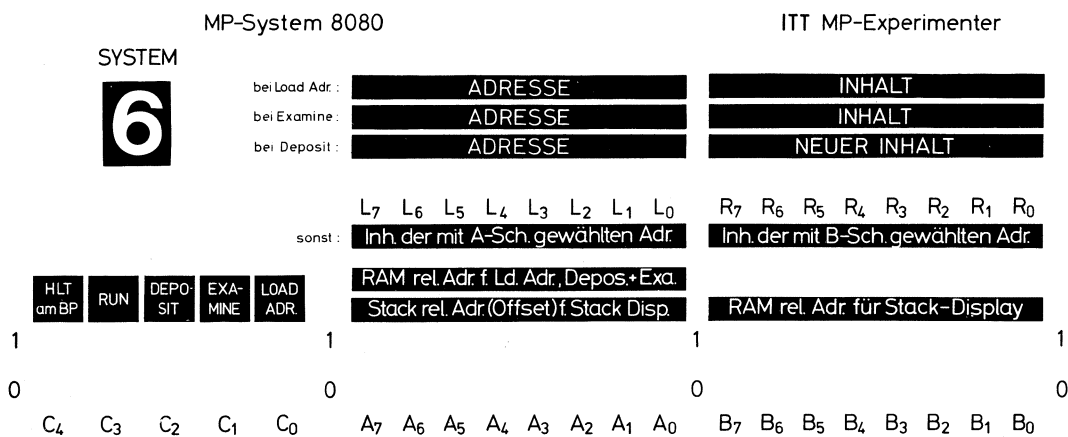 MP-System 8080
ITT MP-Experimenter
SYSTEM
6
bei Load Adr.: ADRESSE INHALT
bei Examine: ADRESSE INHALT
bei Deposit: ADRESSE NEUER INHALT
L7 L6 L5 L4 L3 L2 L1 L0 R7 R6 R5 R4 R3 R2 R1 R0
sonst: Inh. der mit A-Sch. gewählten Adr. Inh. der mit B-Sch. gewählten Adr.
HLT am BP
RUN
DEPO-
SIT
EXA-
MINE
LOAD
ADR.
RAM rel. Adr. f. Ld. Adr., Depos.+Exa.
Stack rel. Adr. (Offset) f. Stack Disp. RAM rel. Adr. für Stack-Display
1 1 1 1
0 0 0 0
C4 C3 C2 C1 C0 A7 A6 A5 A4 A3 A2 A1 A0 B7 B6 B5 B4 B3 B2 B1 B0